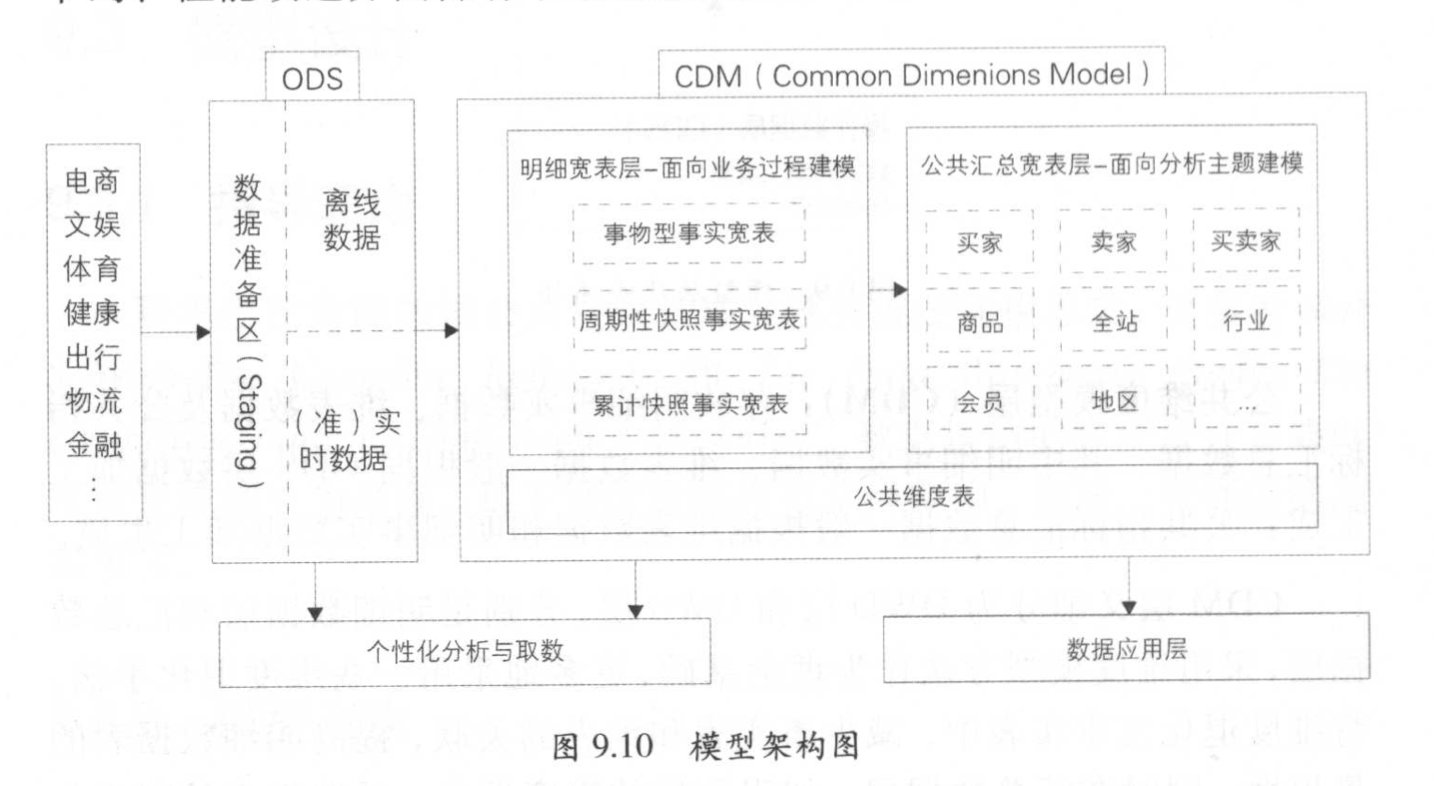 ODS
CDM ( Common Dimenions Model )
电商
文娱
体育
健康
出行
物流
金融
...
数据准备区(Staging)
离线
数据
(准)实
时数据
明细宽表层-面向业务过程建模
事物型事实宽表
周期性快照事实宽表
累计快照事实宽表
公共汇总宽表层-面向分析主题建模
买家
卖家
买卖家
商品
全站
行业
会员
地区
...
公共维度表
个性化分析与取数
数据应用层
图 9.10 模型架构图